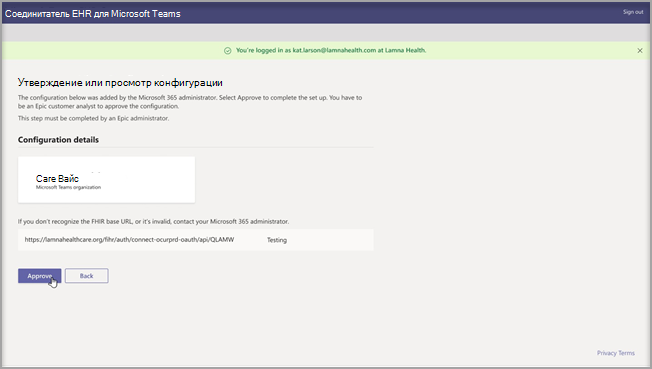 Соединитель EHR для Microsoft Teams
Sign out
You're logged in as kat.larson@lamnahealth.com at Lamna Health.
Утверждение или просмотр конфигурации
The configuration below was added by the Microsoft 365 administrator. Select Approve to complete the set up. You have to
be an Epic customer analyst to approve the configuration.
This step must be completed by an Epic administrator.
Configuration details
Care Вайс
Microsoft Teams organization
If you don't recognize the FHIR base URL, or it's invalid, contact your Microsoft 365 administrator.
https://lamnahealthcare.org/fihr/auth/connect-ocurprd-oauth/api/QLAMW Testing
Approve Back
Privacy Terms